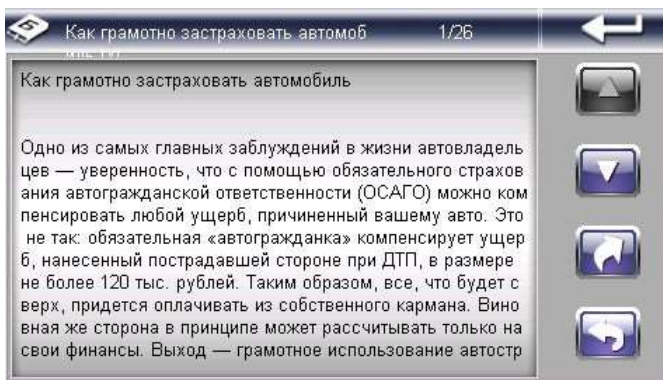 Как грамотно застраховать автомоб 1/26
Как грамотно застраховать автомобиль
Одно из самых главных заблуждений в жизни автовладель
цев — уверенность, что с помощью обязательного страхов
ания автогражданской ответственности (ОСАГО) можно ком
пенсировать любой ущерб, причиненный вашему авто. Это
не так: обязательная «автогражданка» компенсирует ущер
б, нанесенный пострадавшей стороне при ДТП, в размере
не более 120 тыс. рублей. Таким образом, все, что будет с
верх, придется оплачивать из собственного кармана. Вино
вная же сторона в принципе может рассчитывать только на
свои финансы. Выход — грамотное использование автостр